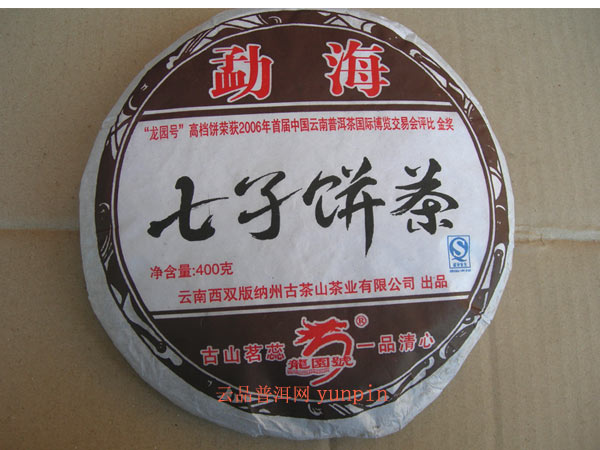 勐海
“龙园号”高档饼荣获2006年首届中国云南普洱茶国际博览交易会评比 金奖
七子饼茶
净含量:400克
云南西双版纳州古茶山茶业有限公司 出品
古山茗蕊 龍園號® 一品清心
云品普洱网 yunpin